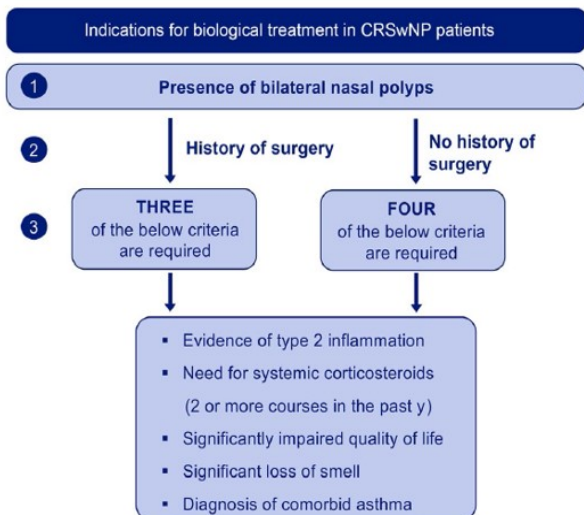 Indications for biological treatment in CRSwNP patients
1 Presence of bilateral nasal polyps
2
History of surgery
No history of
surgery
3
THREE
of the below criteria
are required
FOUR
of the below criteria
are required
▪ Evidence of type 2 inflammation
▪ Need for systemic corticosteroids
(2 or more courses in the past y)
▪ Significantly impaired quality of life
▪ Significant loss of smell
▪ Diagnosis of comorbid asthma